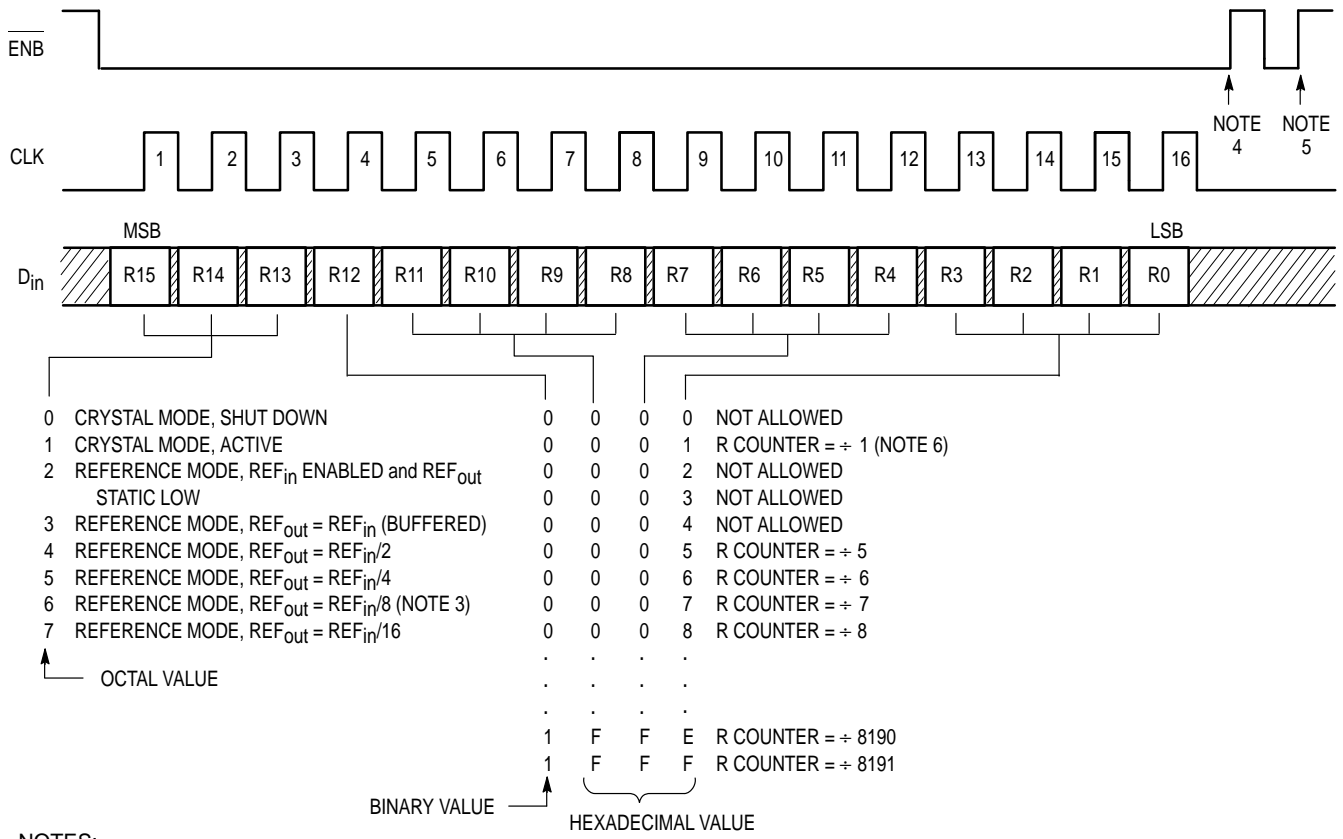 ENB
NOTE 4
NOTE 5
CLK
1 2 3 4 5 6 7 8 9 10 11 12 13 14 15 16
MSB
LSB
Din
R15 R14 R13 R12 R11 R10 R9 R8 R7 R6 R5 R4 R3 R2 R1 R0
0 CRYSTAL MODE, SHUT DOWN
1 CRYSTAL MODE, ACTIVE
2 REFERENCE MODE, REFin ENABLED and REFout
STATIC LOW
3 REFERENCE MODE, REFout = REFin (BUFFERED)
4 REFERENCE MODE, REFout = REFin/2
5 REFERENCE MODE, REFout = REFin/4
6 REFERENCE MODE, REFout = REFin/8 (NOTE 3)
7 REFERENCE MODE, REFout = REFin/16
OCTAL VALUE
0 0 0 0 NOT ALLOWED
0 0 0 1 R COUNTER = ÷ 1 (NOTE 6)
0 0 0 2 NOT ALLOWED
0 0 0 3 NOT ALLOWED
0 0 0 4 NOT ALLOWED
0 0 0 5 R COUNTER = ÷ 5
0 0 0 6 R COUNTER = ÷ 6
0 0 0 7 R COUNTER = ÷ 7
0 0 0 8 R COUNTER = ÷ 8
. . . .
. . . .
. . . .
1 F F E R COUNTER = ÷ 8190
1 F F F R COUNTER = ÷ 8191
BINARY VALUE
HEXADECIMAL VALUE
NOTES: